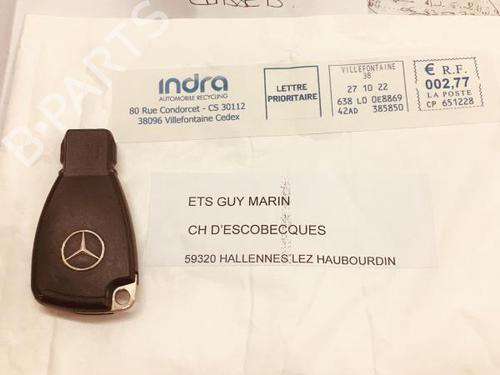 indra
AUTOMOBILE RECYCLING
80 Rue Condorcet - CS 30112
38096 Villefontaine Cedex
LETTRE
PRIORITAIRE
VILLEFONTAINE
38
27 10 22
638 LO 0E8869
42AD 385850
€ R.F.
002,77
LA POSTE
CP 651228
ETS GUY MARIN
CH D'ESCOBECQUES
59320 HALLENNES LEZ HAUBOURDIN
B-PARTS